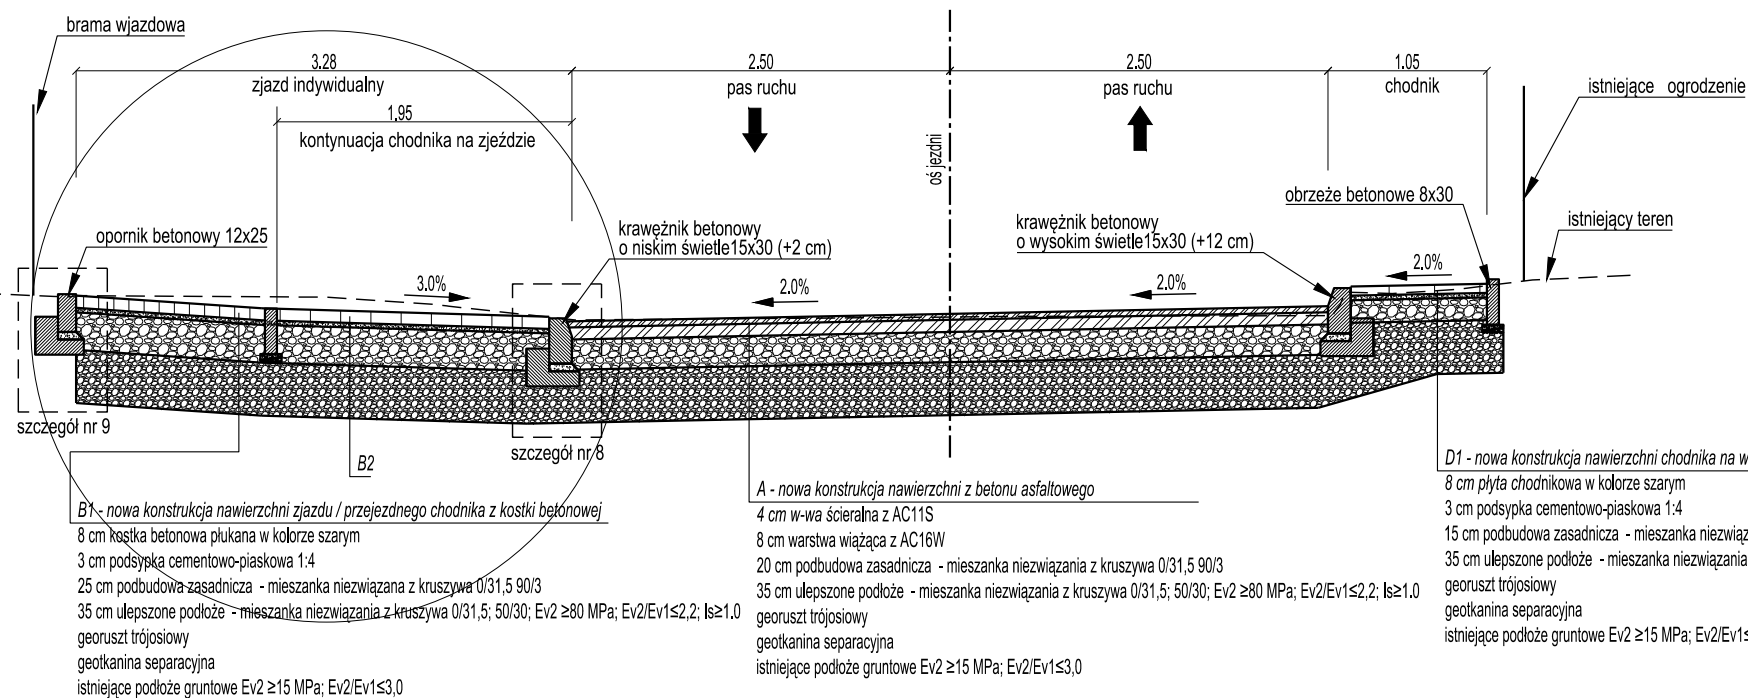 brama wjazdowa
3.28
zjazd indywidualny
2.50
pas ruchu
2.50
pas ruchu
1.05
chodnik
istniejące ogrodzenie
1.95
kontynuacja chodnika na zjeździe
oś jezdni
opornik betonowy 12x25
krawężnik betonowy
o niskim świetle15x30 (+2 cm)
krawężnik betonowy
o wysokim świetle15x30 (+12 cm)
obrzeże betonowe 8x30
istniejący teren
3.0%
2.0%
2.0%
2.0%
szczegół nr 9
szczegół nr 8
B2
B1 - nowa konstrukcja nawierzchni zjazdu / przejezdnego chodnika z kostki betonowej
8 cm kostka betonowa płukana w kolorze szarym
3 cm podsypka cementowo-piaskowa 1:4
25 cm podbudowa zasadnicza - mieszanka niezwiązana z kruszywa 0/31,5 90/3
35 cm ulepszone podłoże - mieszanka niezwiązania z kruszywa 0/31,5; 50/30; Ev2 ≥80 MPa; Ev2/Ev1≤2,2; Is≥1.0
georuszt trójosiowy
geotkanina separacyjna
istniejące podłoże gruntowe Ev2 ≥15 MPa; Ev2/Ev1≤3,0
A - nowa konstrukcja nawierzchni z betonu asfaltowego
4 cm w-wa ścieralna z AC11S
8 cm warstwa wiążąca z AC16W
20 cm podbudowa zasadnicza - mieszanka niezwiązania z kruszywa 0/31,5 90/3
35 cm ulepszone podłoże - mieszanka niezwiązania z kruszywa 0/31,5; 50/30; Ev2 ≥80 MPa; Ev2/Ev1≤2,2; Is≥1.0
georuszt trójosiowy
geotkanina separacyjna
istniejące podłoże gruntowe Ev2 ≥15 MPa; Ev2/Ev1≤3,0
D1 - nowa konstrukcja nawierzchni chodnika na w
8 cm płyta chodnikowa w kolorze szarym
3 cm podsypka cementowo-piaskowa 1:4
15 cm podbudowa zasadnicza - mieszanka niezwiąz
35 cm ulepszone podłoże - mieszanka niezwiązania
georuszt trójosiowy
geotkanina separacyjna
istniejące podłoże gruntowe Ev2 ≥15 MPa; Ev2/Ev1≤